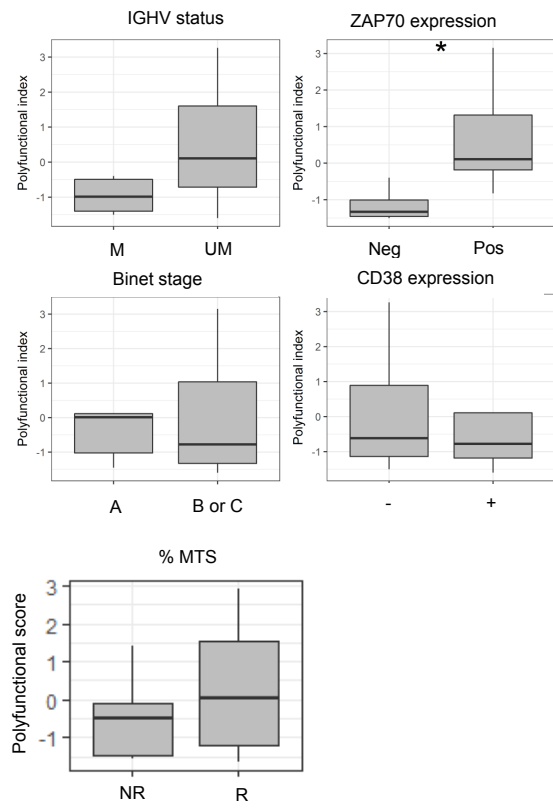 IGHV status
Polyfunctional index
3
2
1
0
-1
M UM
ZAP70 expression
*
Polyfunctional index
3
2
1
0
-1
Neg Pos
Binet stage
Polyfunctional index
3
2
1
0
-1
A B or C
CD38 expression
Polyfunctional index
3
2
1
0
-1
- +
% MTS
Polyfunctional score
3
2
1
0
-1
NR R